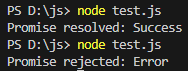 PS D:\js> node test.js
Promise resolved: Success
PS D:\js> node test.js
Promise rejected: Error